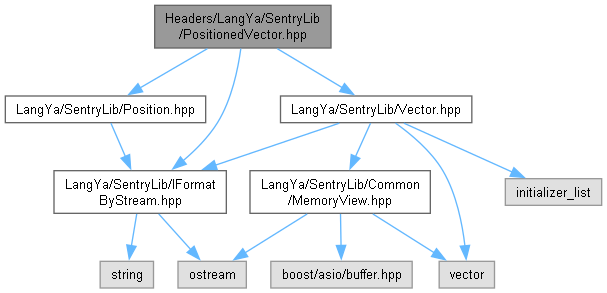 Headers/LangYa/SentryLib
/PositionedVector.hpp
LangYa/SentryLib/Position.hpp
LangYa/SentryLib/Vector.hpp
LangYa/SentryLib/IFormat
ByStream.hpp
LangYa/SentryLib/Common
/MemoryView.hpp
initializer_list
string
ostream
boost/asio/buffer.hpp
vector